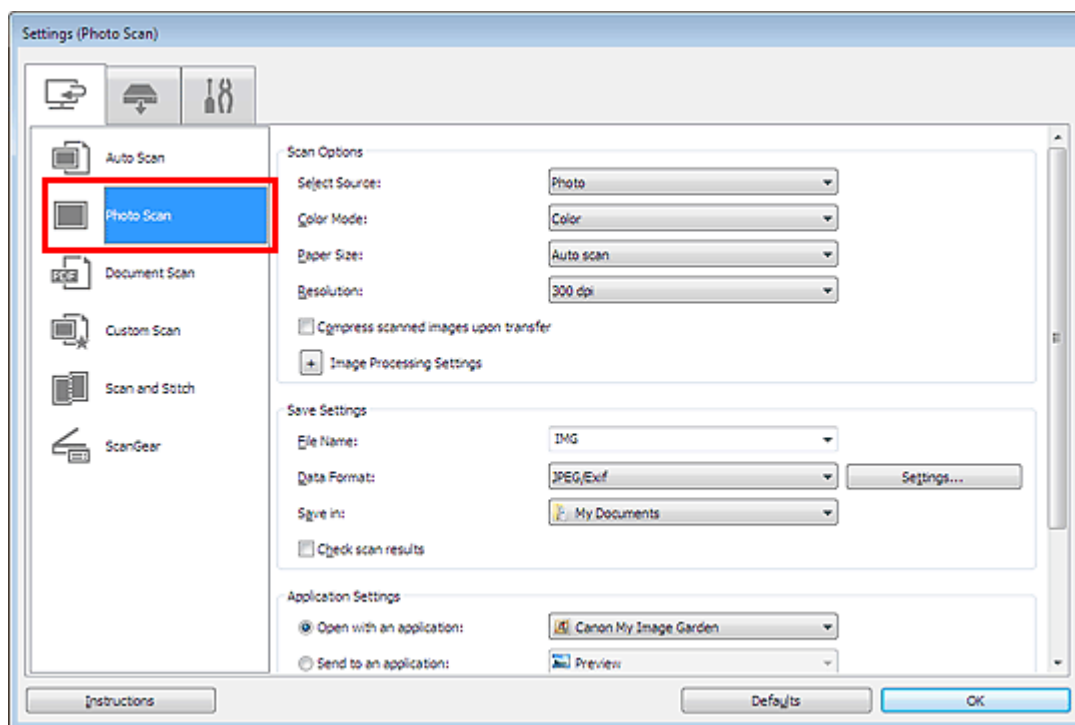 Settings (Photo Scan)
Auto Scan
Photo Scan
PDF
Document Scan
Custom Scan
Scan and Stitch
ScanGear
Scan Options
Select Source: Photo
Color Mode: Color
Paper Size: Auto scan
Resolution: 300 dpi
Compress scanned images upon transfer
+ Image Processing Settings
Save Settings
File Name: IMG
Data Format: JPEG/Exif Settings...
Save in: My Documents
Check scan results
Application Settings
Open with an application: Canon My Image Garden
Send to an application: Preview
Instructions Defaults OK